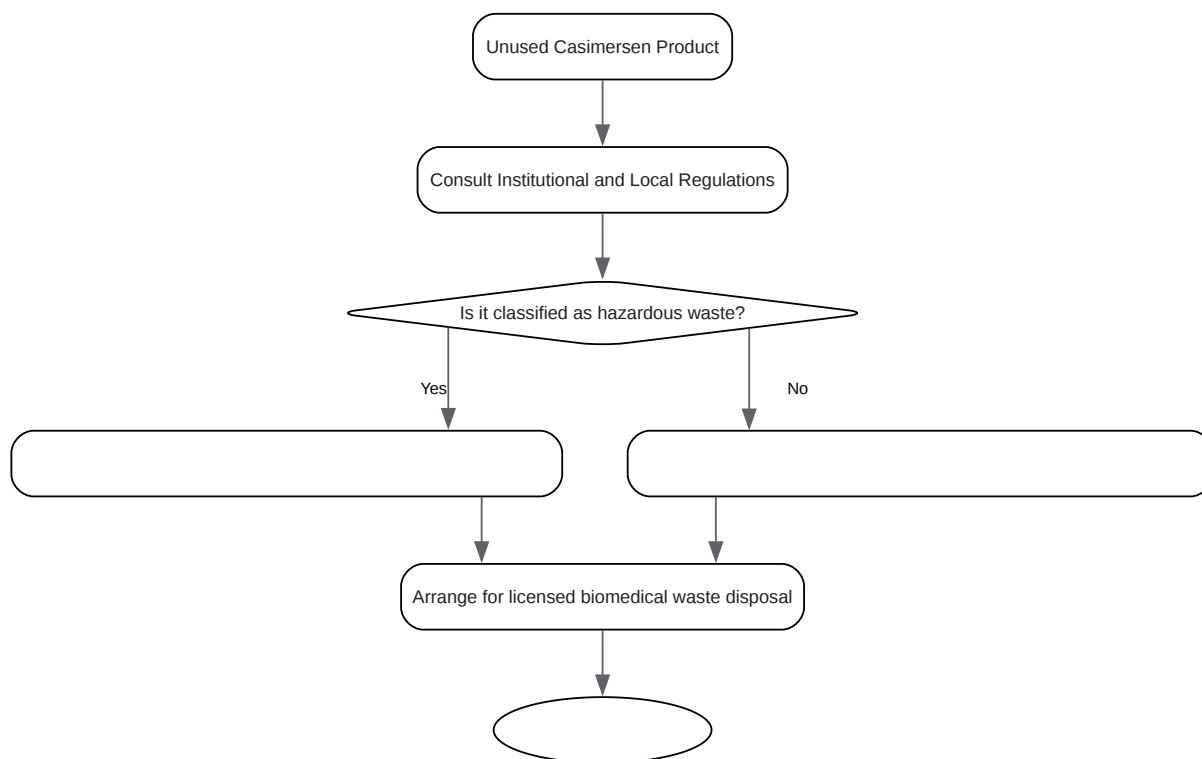 Unused Casimersen Product
Consult Institutional and Local Regulations
Is it classified as hazardous waste?
Yes
No
Arrange for licensed biomedical waste disposal